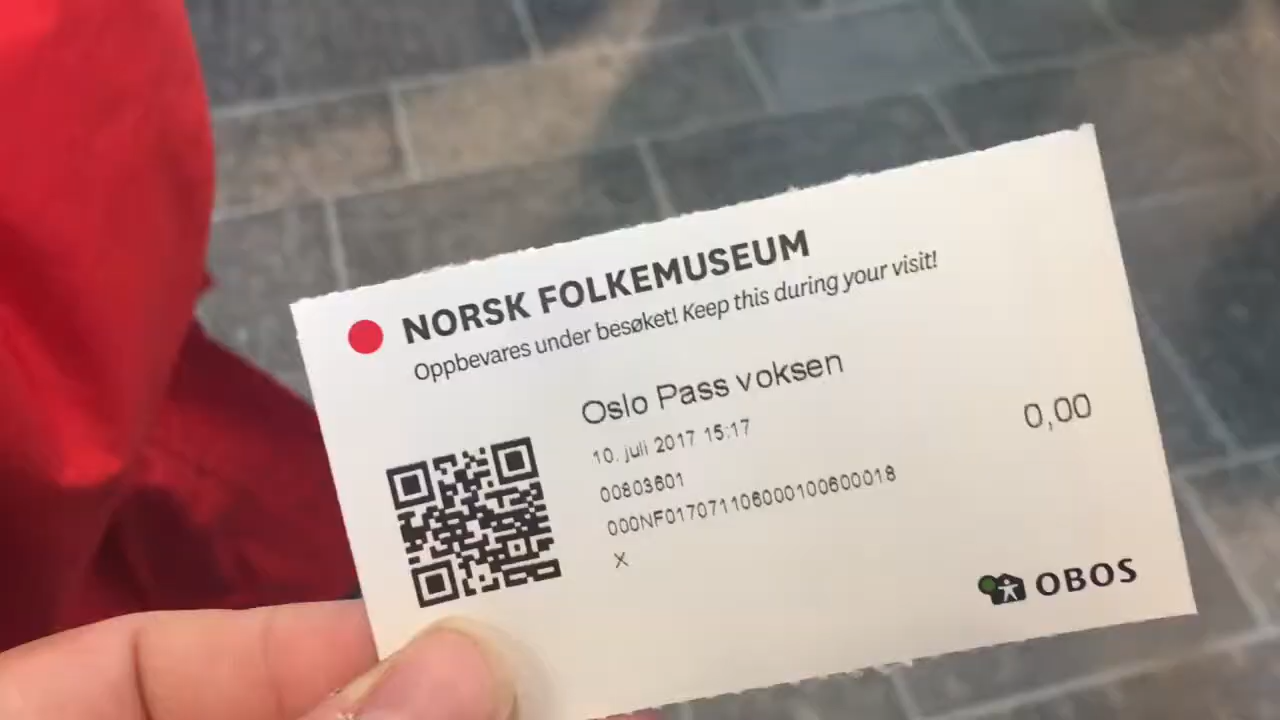 NORSK FOLKEMUSEUM
Oppbevares under besøket! Keep this during your visit!
Oslo Pass voksen
0,00
10. juli 2017 15:17
00803601
000NF017071106000100600018
X
OBOS